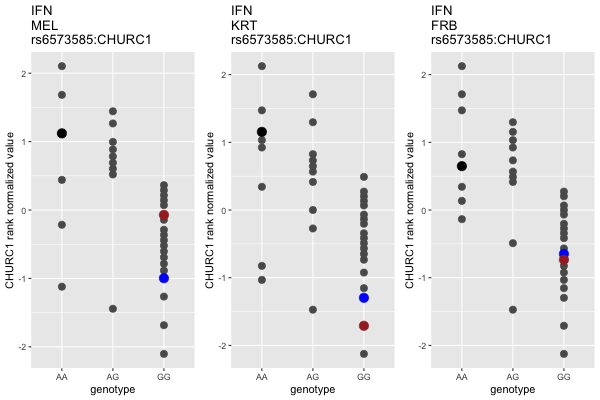 IFN
MEL
rs6573585:CHURC1
CHURC1 rank normalized value
2
1
0
-1
-2
AA
AG
GG
genotype
IFN
KRT
rs6573585:CHURC1
CHURC1 rank normalized value
2
1
0
-1
-2
AA
AG
GG
genotype
IFN
FRB
rs6573585:CHURC1
CHURC1 rank normalized value
2
1
0
-1
-2
AA
AG
GG
genotype